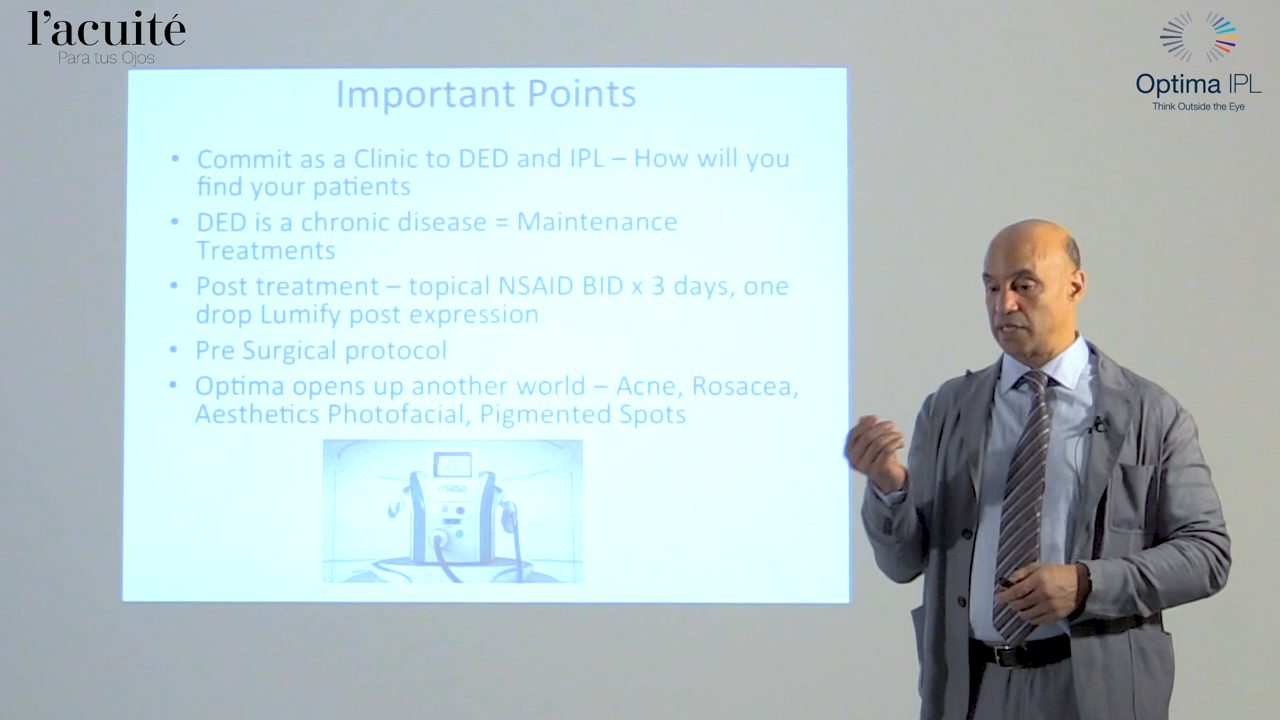 l'acuité
Para tus Ojos
Optima IPL
Think Outside the Eye
Important Points
• Commit as a Clinic to DED and IPL – How will you
find your patients
• DED is a chronic disease = Maintenance
Treatments
• Post treatment – topical NSAID BID x 3 days, one
drop Lumify post expression
• Pre Surgical protocol
• Optima opens up another world – Acne, Rosacea,
Aesthetics Photofacial, Pigmented Spots